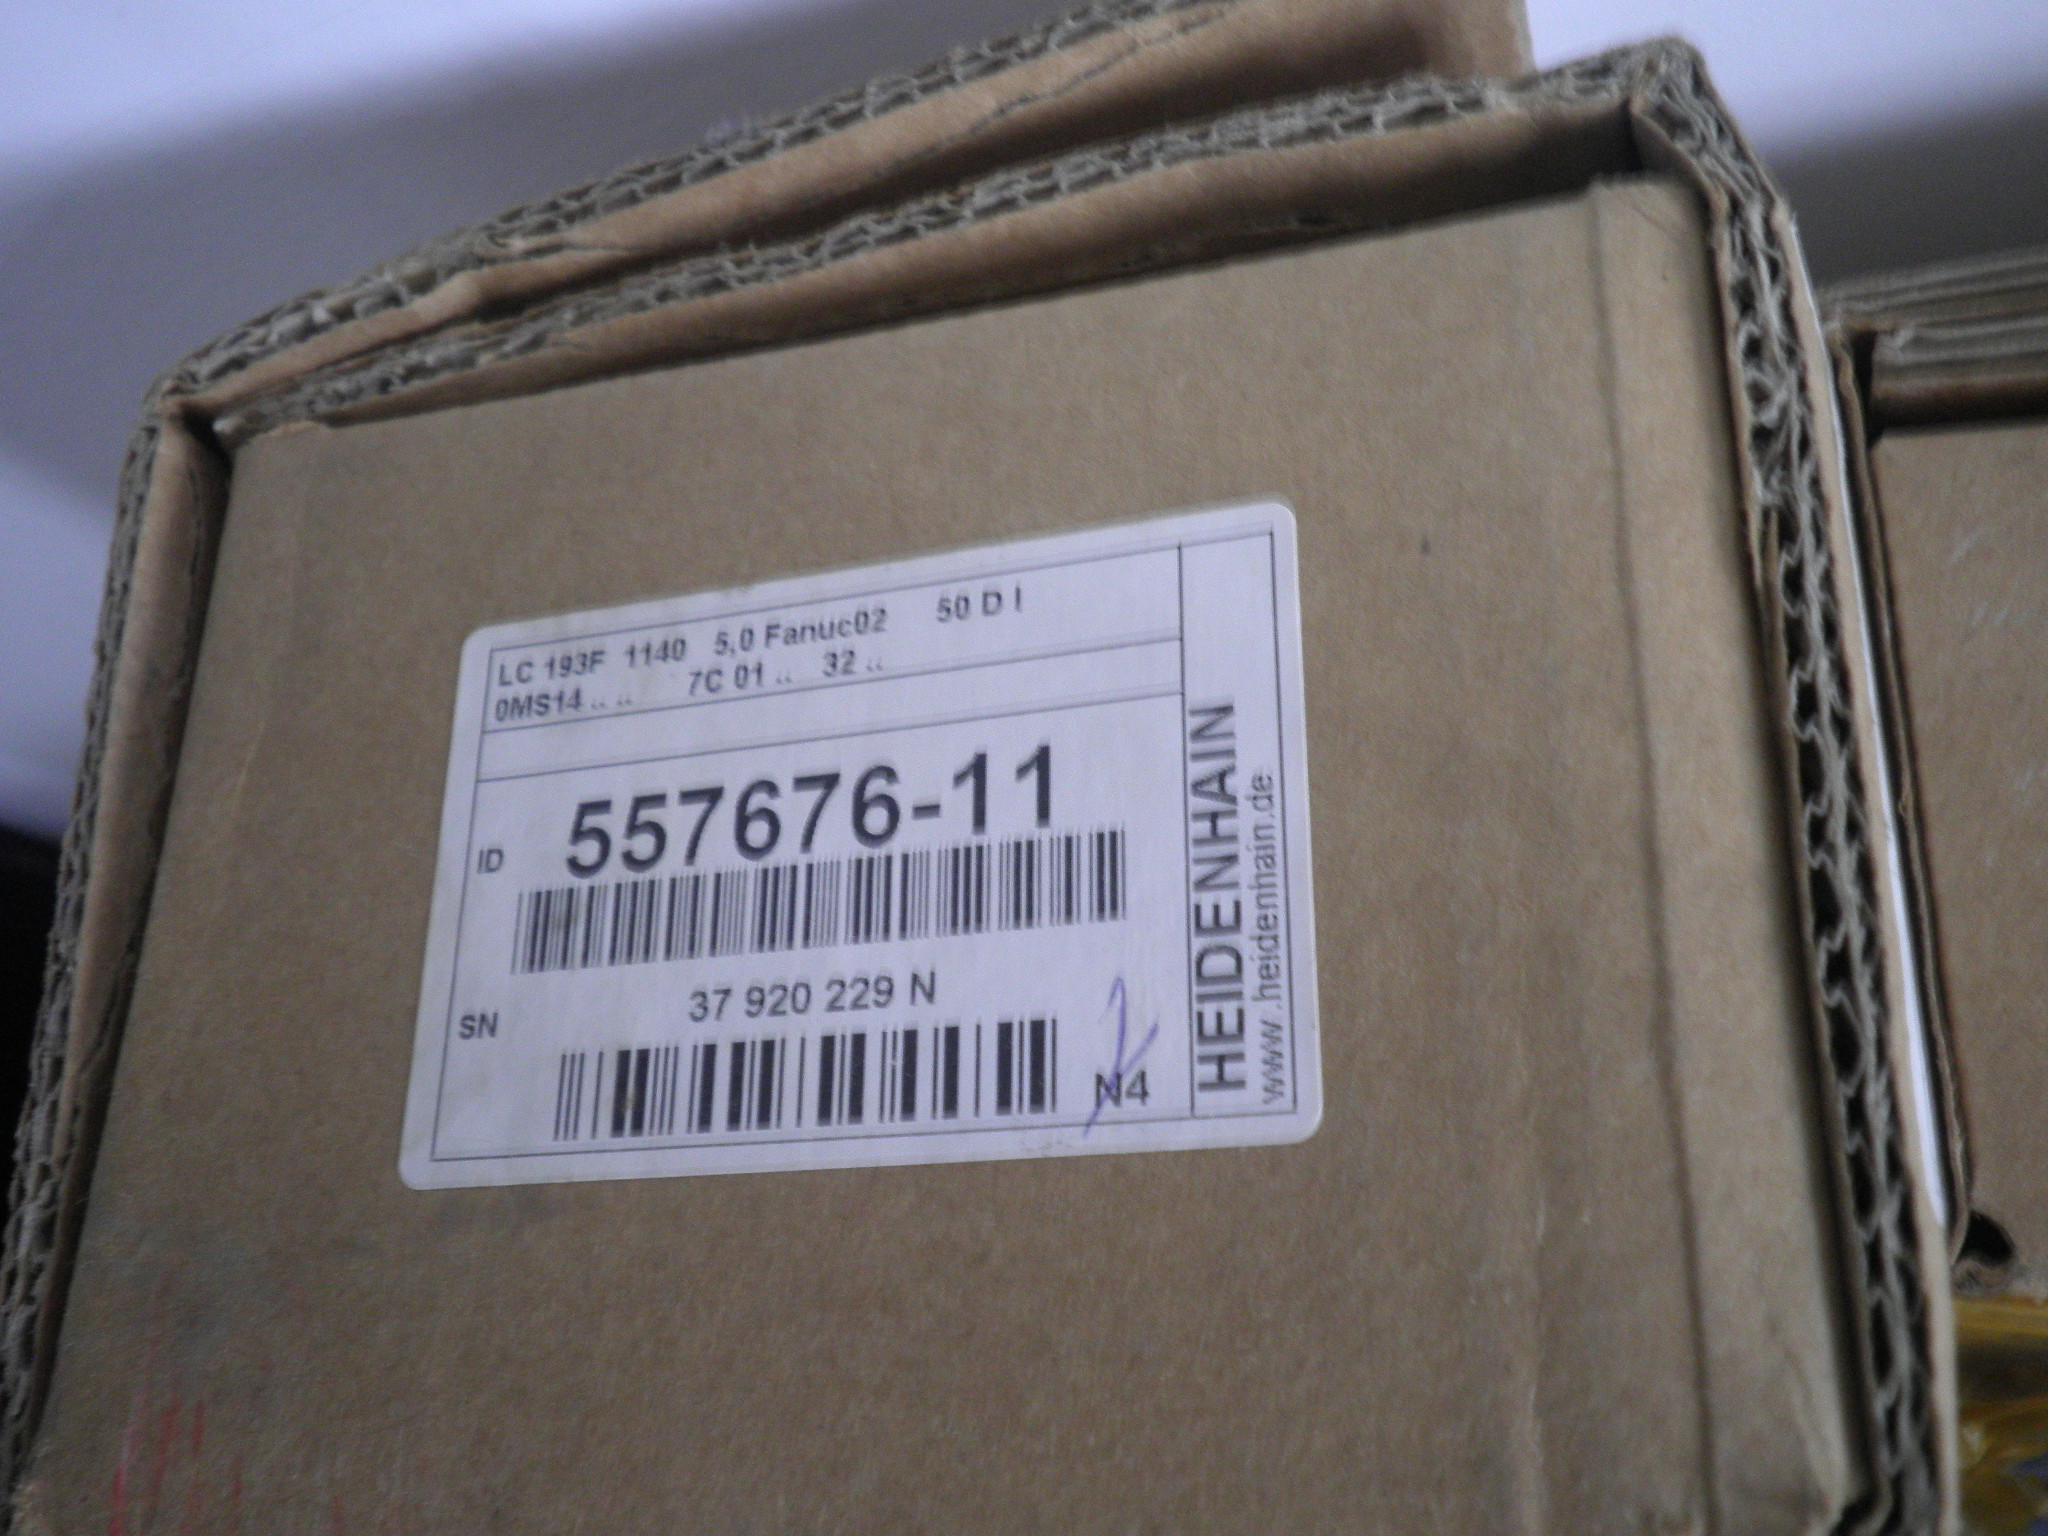 LC 193F 1140 5,0 Fanuc02 50 D I
0MS14 .. .. 7C 01 .. 32 ..
ID 557676-11
SN 37 920 229 N
N4
HEIDENHAIN
www.heidenhain.de